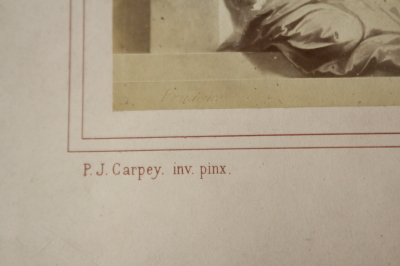 P. J. Carpey. inv. pinx.